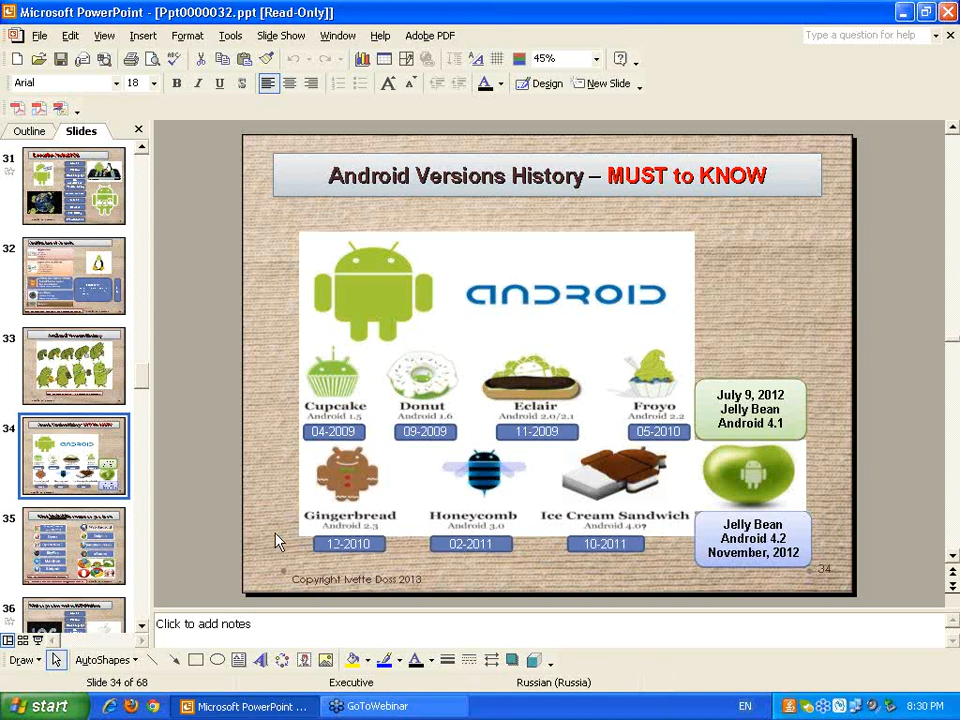 Microsoft PowerPoint - [Ppt0000032.ppt [Read-Only]]
File Edit View Insert Format Tools Slide Show Window Help Adobe PDF
Type a question for help
45%
Arial 18
Design New Slide
Outline Slides
31
32
33
34
35
36
Android Versions History – MUST to KNOW
ANDROID
Cupcake Donut Eclair Froyo
Android 1.5 Android 1.6 Android 2.0/2.1 Android 2.2
04-2009 09-2009 11-2009 05-2010
July 9, 2012
Jelly Bean
Android 4.1
Gingerbread Honeycomb Ice Cream Sandwich
Android 2.3 Android 3.0 Android 4.0?
12-2010 02-2011 10-2011
Jelly Bean
Android 4.2
November, 2012
Copyright Ivette Doss 2013
34
Click to add notes
Draw AutoShapes
Slide 34 of 68 Executive Russian (Russia)
start Microsoft PowerPoint ... GoToWebinar EN 8:30 PM